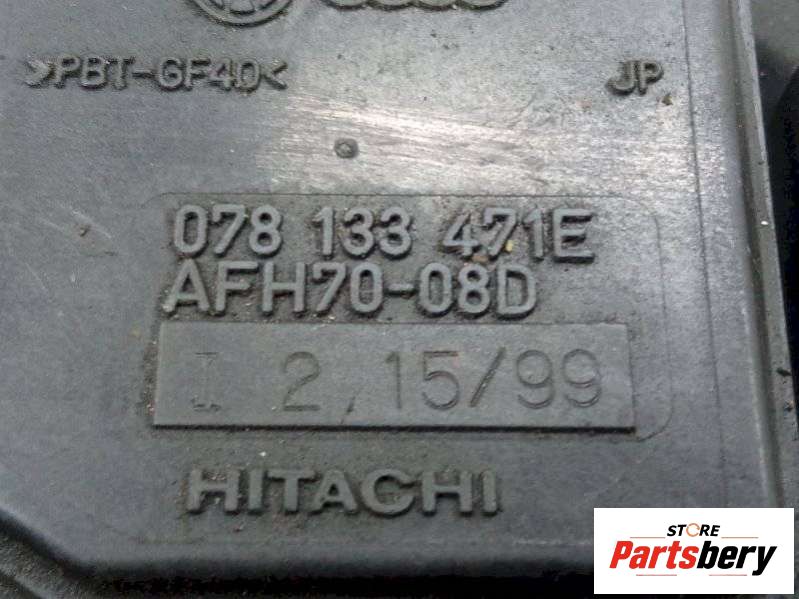 >PBT-GF40< JP
078 133 471E
AFH70-08D
I 2,15/99
HITACHI
STORE
Partsbery